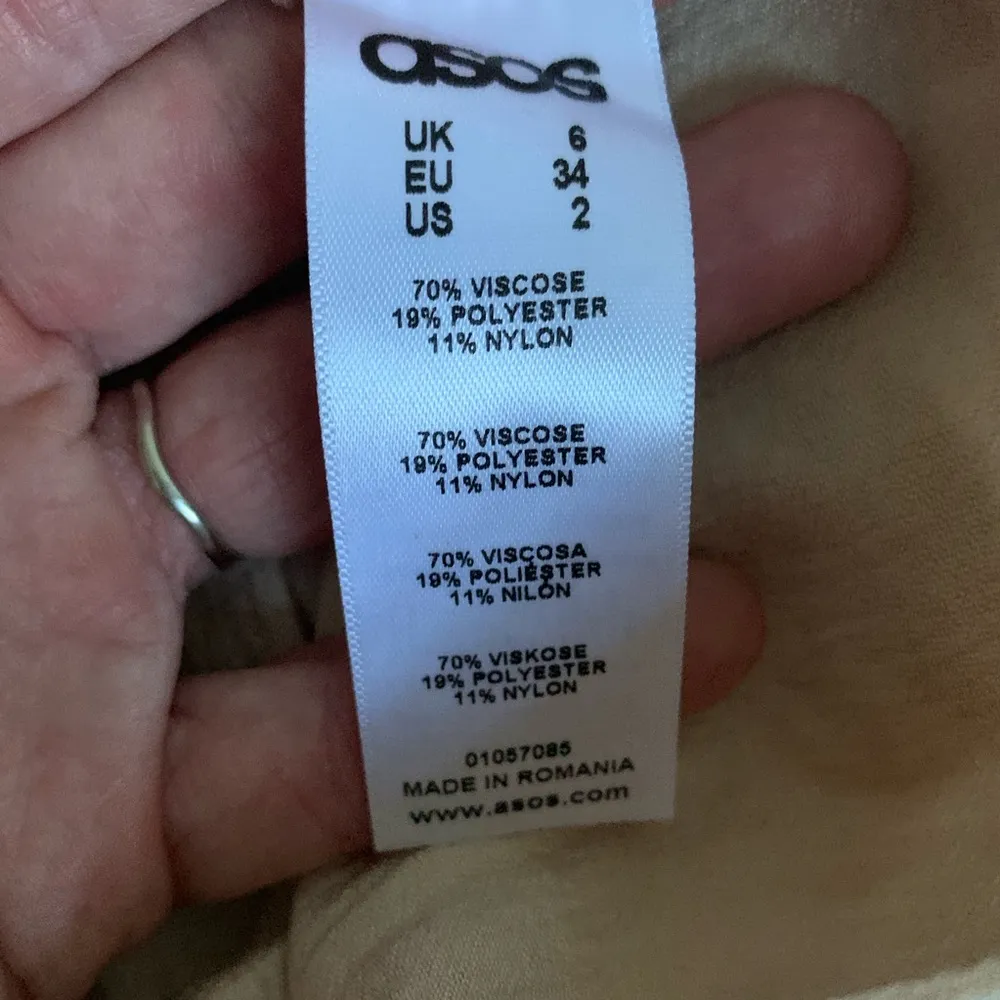 asos
UK 6
EU 34
US 2
70% VISCOSE
19% POLYESTER
11% NYLON
70% VISCOSE
19% POLYESTER
11% NYLON
70% VISCOSA
19% POLIÉSTER
11% NILÓN
70% VISKOSE
19% POLYESTER
11% NYLON
01057085
MADE IN ROMANIA
www.asos.com